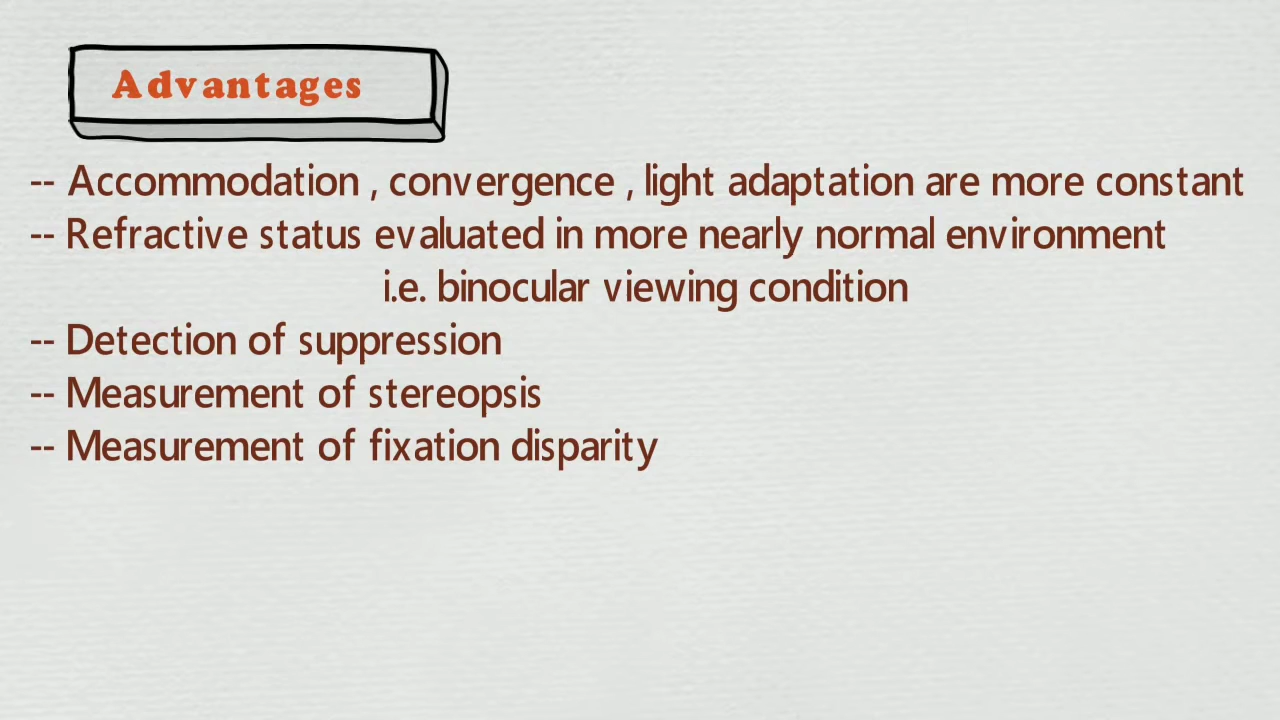 Advantages
-- Accommodation , convergence , light adaptation are more constant
-- Refractive status evaluated in more nearly normal environment
i.e. binocular viewing condition
-- Detection of suppression
-- Measurement of stereopsis
-- Measurement of fixation disparity